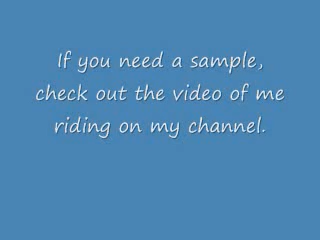 If you need a sample,
check out the video of me
riding on my channel.